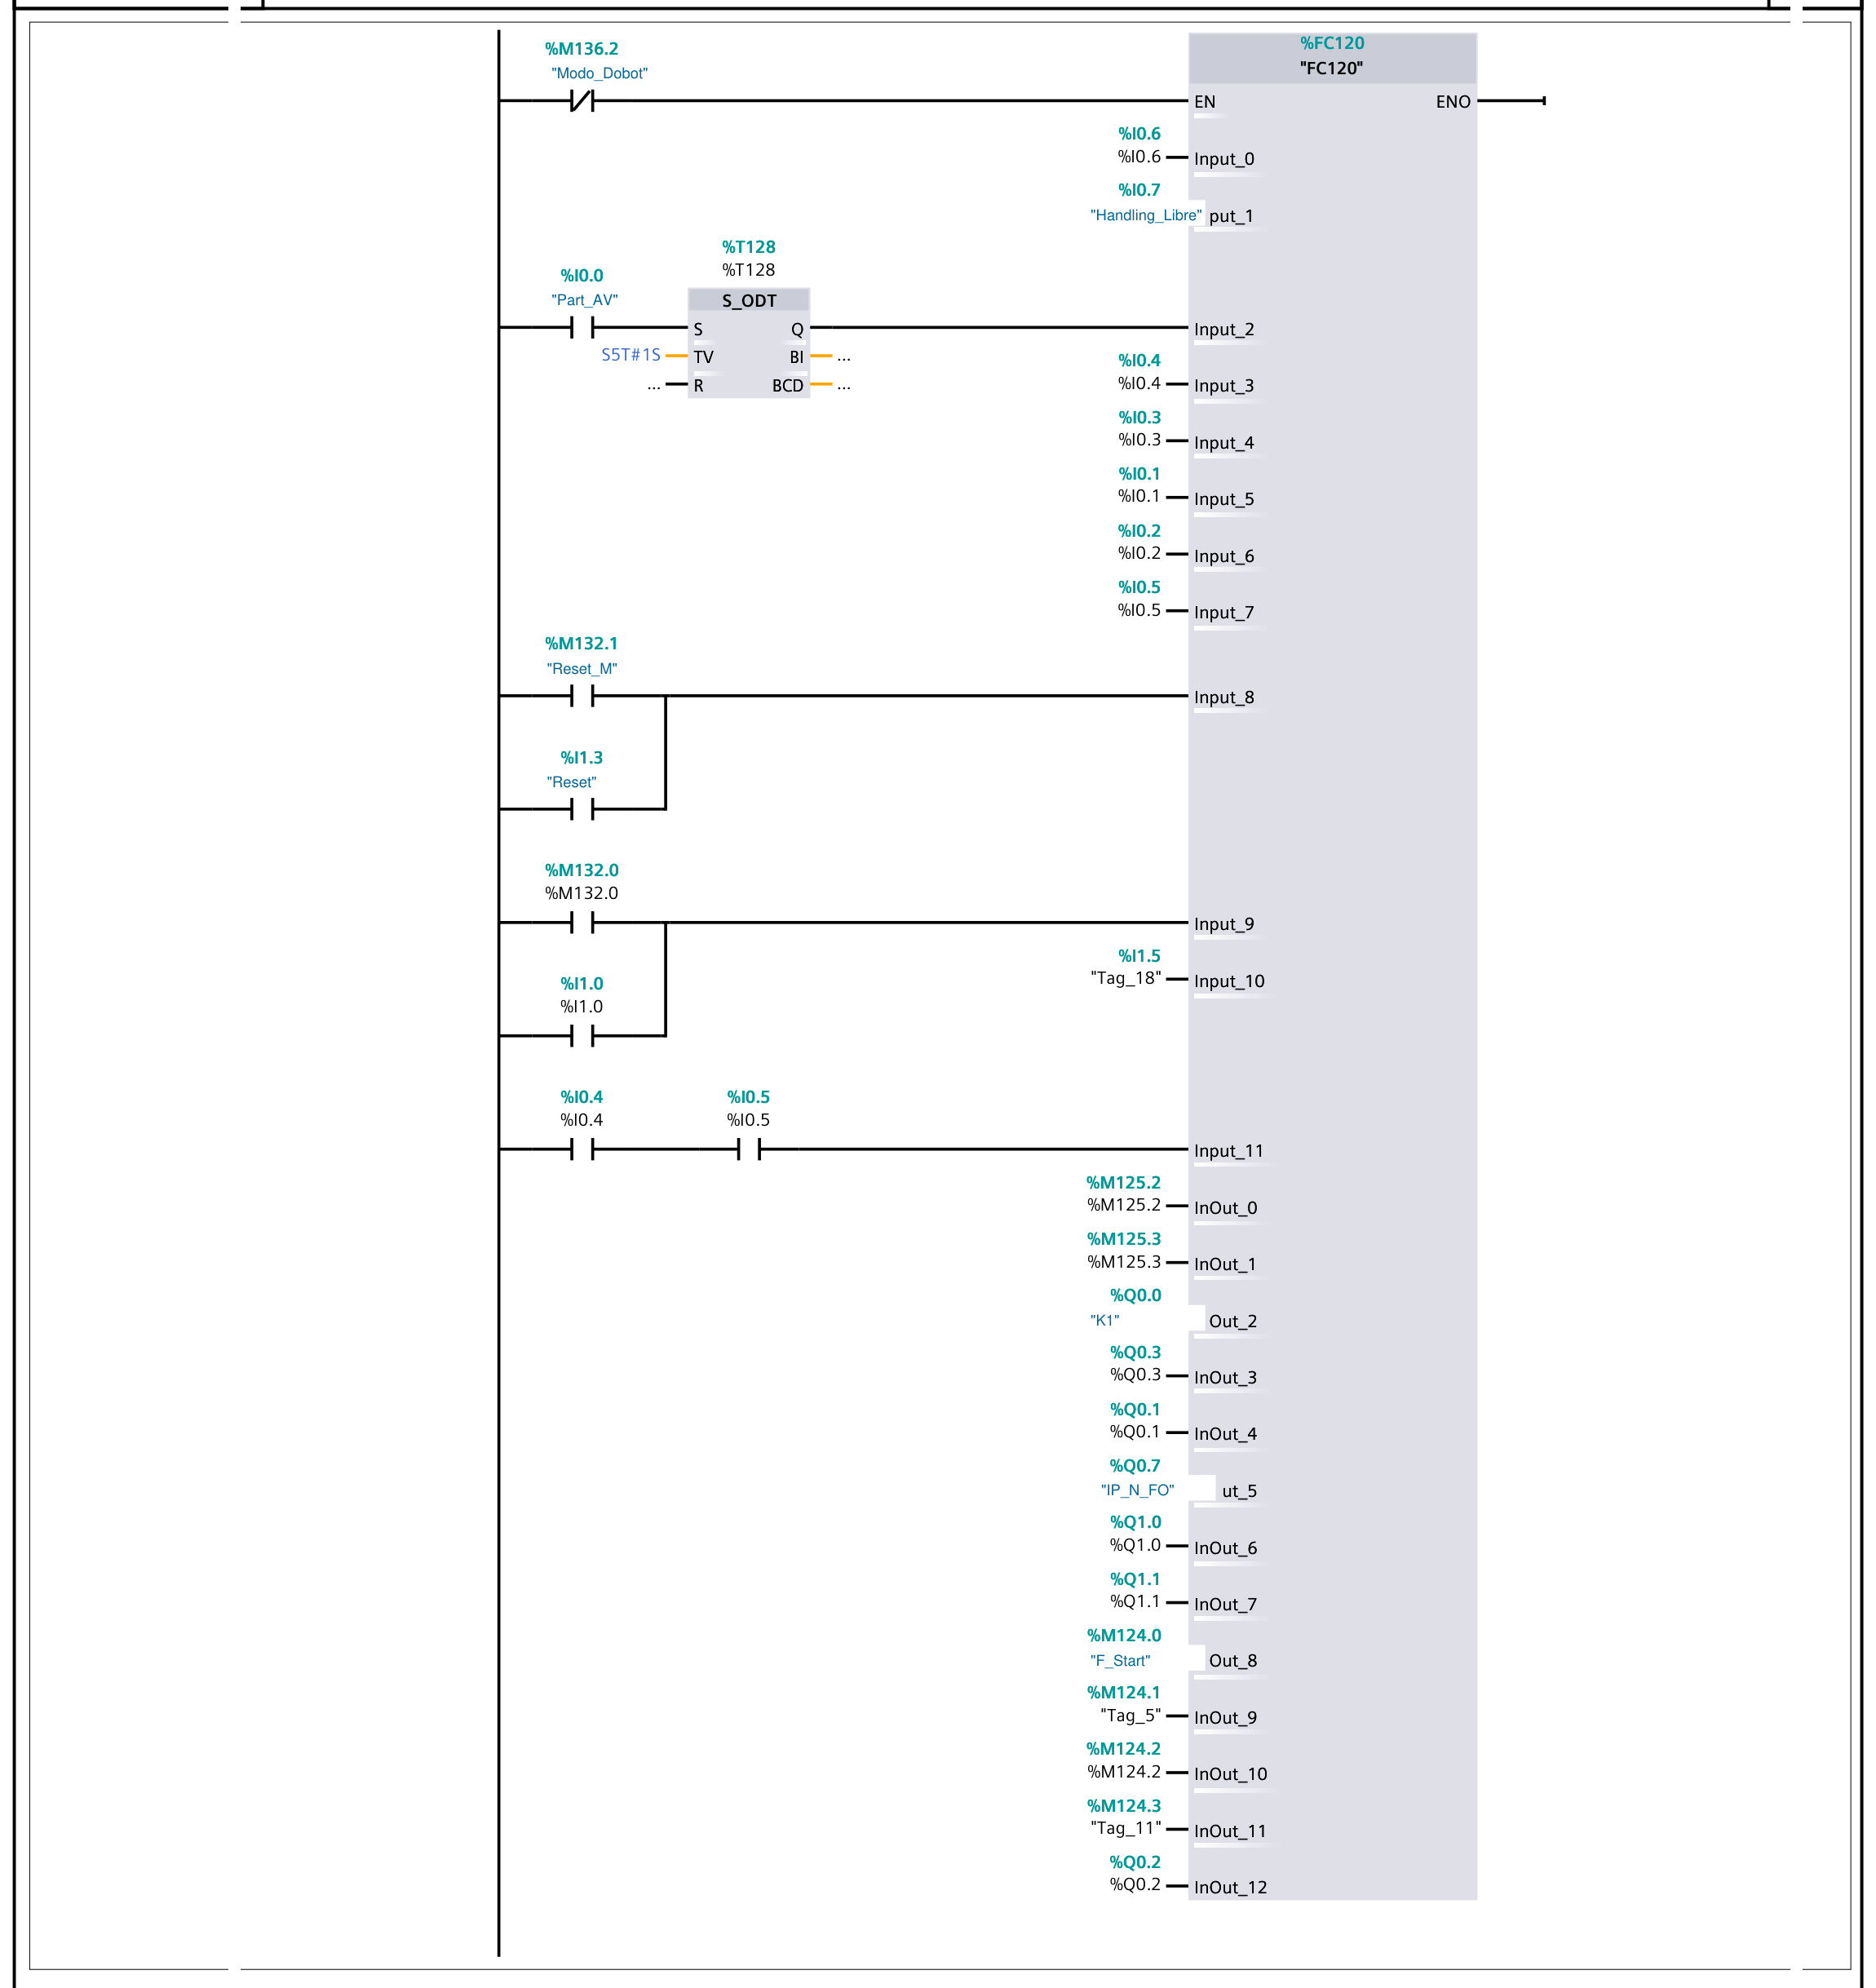 %M136.2
"Modo_Dobot"
%FC120
"FC120"
EN
ENO
%I0.6
%I0.6
Input_0
%I0.7
"Handling_Libre"
put_1
%T128
%T128
%I0.0
"Part_AV"
S_ODT
S
Q
Input_2
S5T#1S
TV
BI
...
...
R
BCD
...
%I0.4
%I0.4
Input_3
%I0.3
%I0.3
Input_4
%I0.1
%I0.1
Input_5
%I0.2
%I0.2
Input_6
%I0.5
%I0.5
Input_7
%M132.1
"Reset_M"
Input_8
%I1.3
"Reset"
%M132.0
%M132.0
Input_9
%I1.5
"Tag_18"
Input_10
%I1.0
%I1.0
%I0.4
%I0.4
%I0.5
%I0.5
Input_11
%M125.2
%M125.2
InOut_0
%M125.3
%M125.3
InOut_1
%Q0.0
"K1"
Out_2
%Q0.3
%Q0.3
InOut_3
%Q0.1
%Q0.1
InOut_4
%Q0.7
"IP_N_FO"
ut_5
%Q1.0
%Q1.0
InOut_6
%Q1.1
%Q1.1
InOut_7
%M124.0
"F_Start"
Out_8
%M124.1
"Tag_5"
InOut_9
%M124.2
%M124.2
InOut_10
%M124.3
"Tag_11"
InOut_11
%Q0.2
%Q0.2
InOut_12